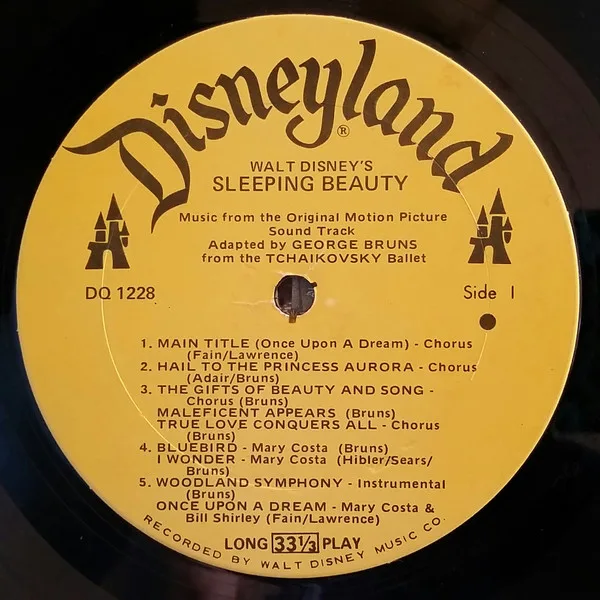 Disneyland®
WALT DISNEY'S
SLEEPING BEAUTY
Music from the Original Motion Picture
Sound Track
Adapted by GEORGE BRUNS
from the TCHAIKOVSKY Ballet
DQ 1228 Side I
1. MAIN TITLE (Once Upon A Dream) - Chorus
(Fain/Lawrence)
2. HAIL TO THE PRINCESS AURORA - Chorus
(Adair/Bruns)
3. THE GIFTS OF BEAUTY AND SONG -
Chorus (Bruns)
MALEFICENT APPEARS (Bruns)
TRUE LOVE CONQUERS ALL - Chorus
(Bruns)
4. BLUEBIRD - Mary Costa (Bruns)
I WONDER - Mary Costa (Hibler/Sears/
Bruns)
5. WOODLAND SYMPHONY - Instrumental
(Bruns)
ONCE UPON A DREAM - Mary Costa &
Bill Shirley (Fain/Lawrence)
LONG 33⅓ PLAY
RECORDED BY WALT DISNEY MUSIC CO.